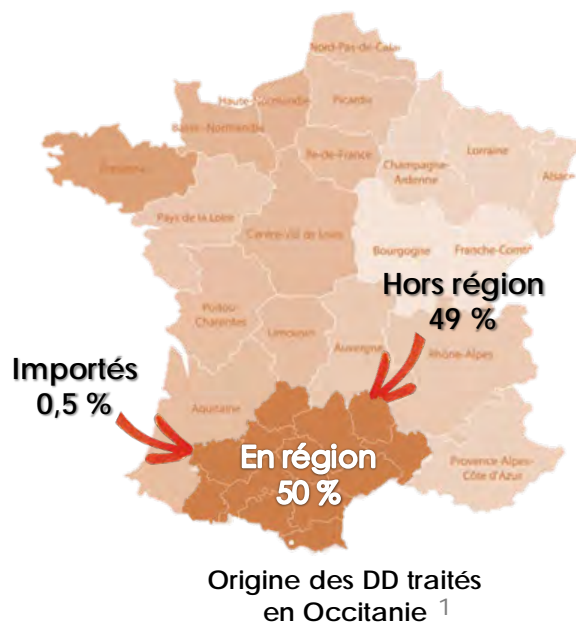 Nord-Pas-de-Calais
Haute-Normandie
Picardie
Basse-Normandie
Ile-de-France
Lorraine
Champagne-
Ardenne
Alsace
Bretagne
Pays de la Loire
Centre-Val de Loire
Bourgogne
Franche-Comté
Hors région
49 %
Poitou-
Charentes
Limousin
Auvergne
Rhône-Alpes
Importés
0,5 %
Aquitaine
En région
50 %
Provence Alpes-
Côte d'Azur
Origine des DD traités
en Occitanie 1